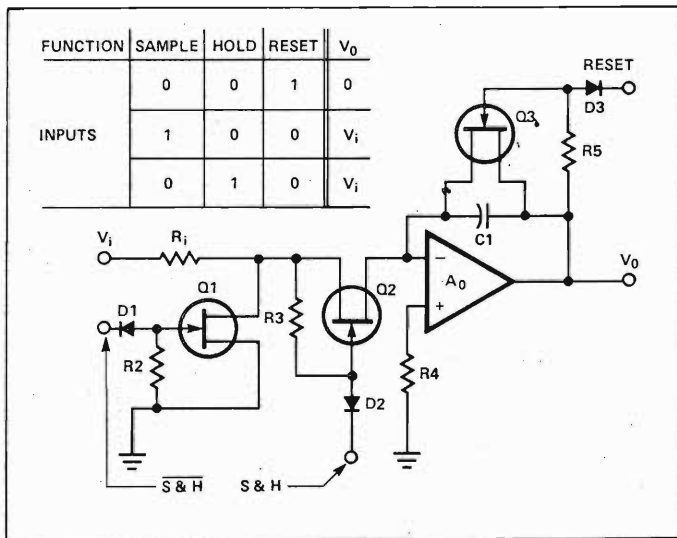 FUNCTION SAMPLE HOLD RESET V0
0 0 1 0
INPUTS 1 0 0 Vi
0 1 0 Vi
RESET
D3
Q3
R5
C1
Vi Ri
Q1
D1
R2
R3
Q2
A0
−
+
V0
R4
D2
S & H
S & H